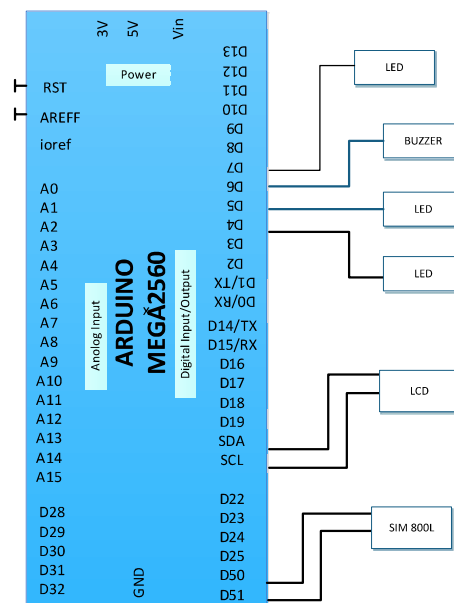 3V
5V
Vin
Power
RST
AREFF
ioref
A0
A1
A2
A3
A4
A5
A6
A7
A8
A9
A10
A11
A12
A13
A14
A15
D28
D29
D30
D31
D32
Anolog Input
ARDUINO
MEGA2560
x
Digital Input/Output
GND
D13
D12
D11
D10
D9
D8
D7
D6
D5
D4
D3
D2
D1/TX
D0/RX
D14/TX
D15/RX
D16
D17
D18
D19
SDA
SCL
D22
D23
D24
D25
D50
D51
LED
BUZZER
LED
LED
LCD
SIM 800L